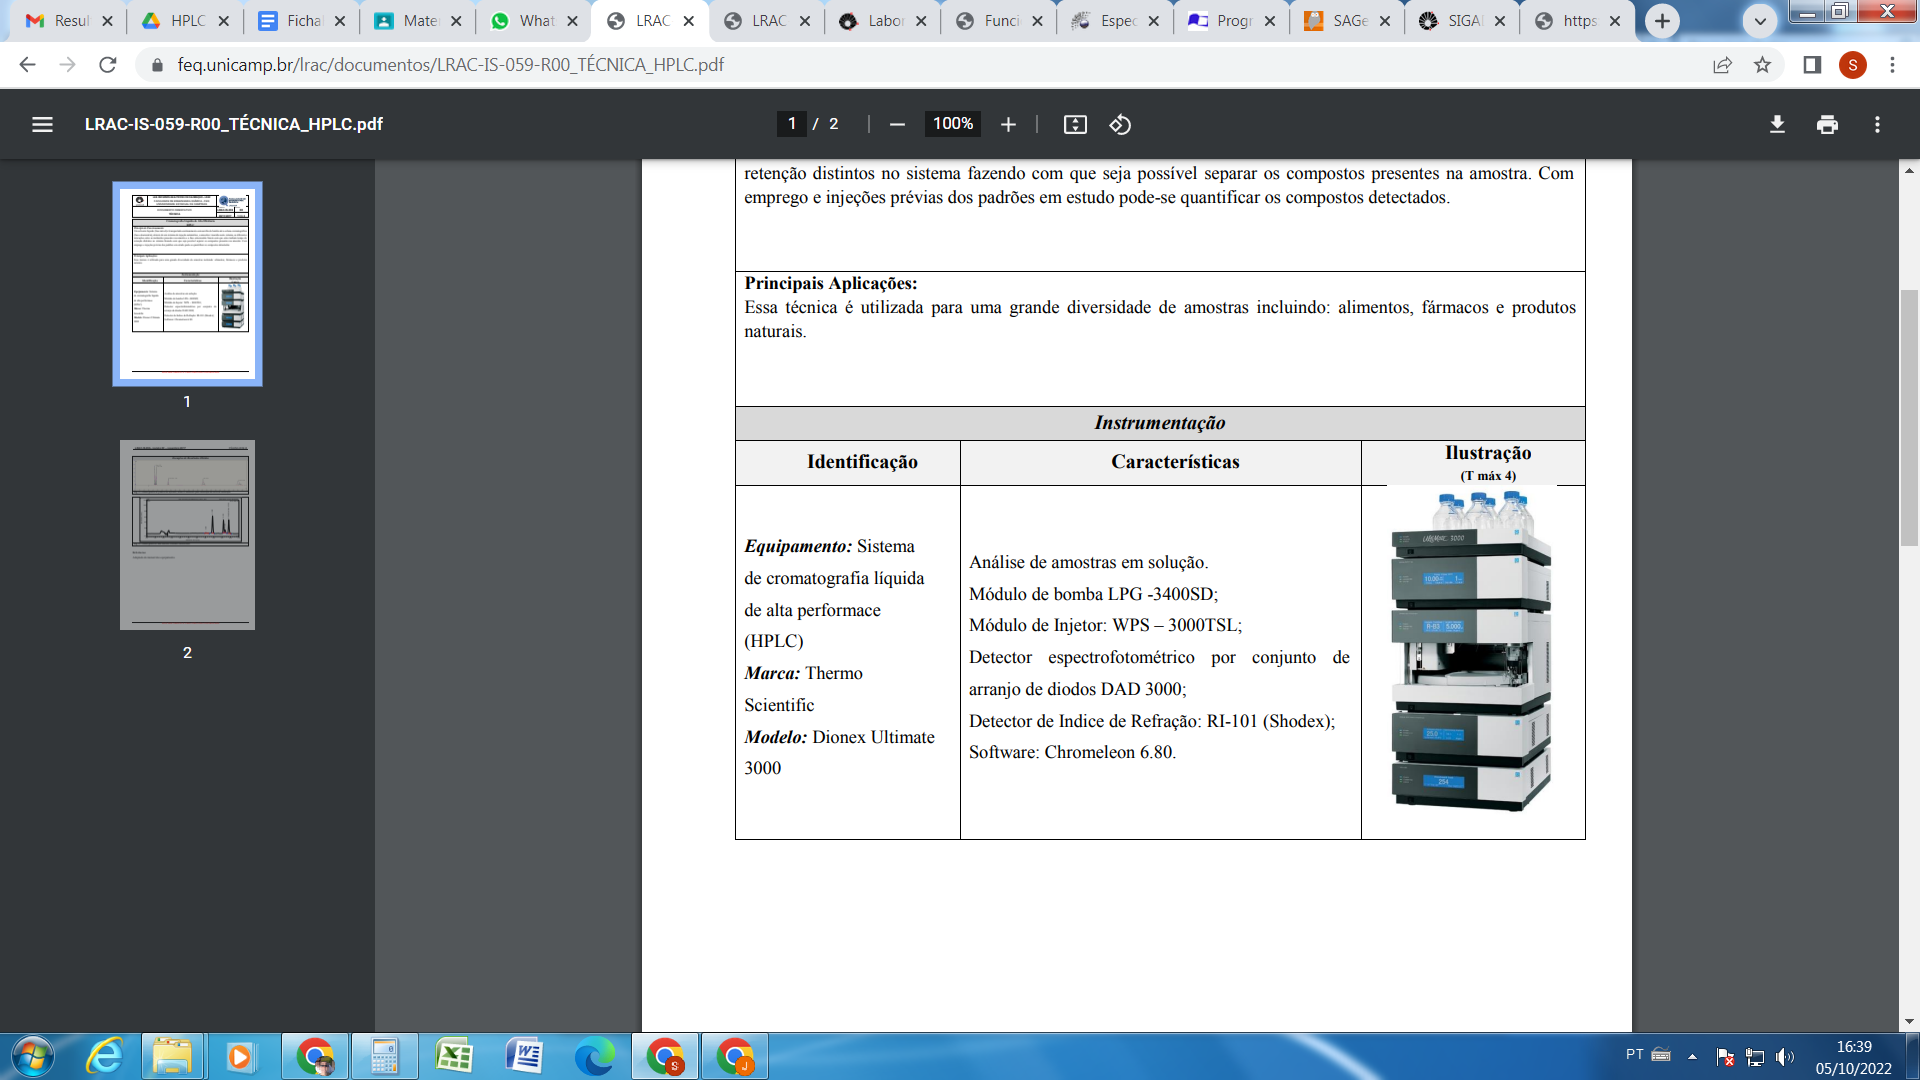 Resul
HPLC
Fichal
Mater
What
LRAC
LRAC
Labor
Funci
Espec
Progr
SAGe
SIGAI
https:
feq.unicamp.br/lrac/documentos/LRAC-IS-059-R00_TÉCNICA_HPLC.pdf
S
LRAC-IS-059-R00_TÉCNICA_HPLC.pdf
1 / 2
100%
1
2
retenção distintos no sistema fazendo com que seja possível separar os compostos presentes na amostra. Com
emprego e injeções prévias dos padrões em estudo pode-se quantificar os compostos detectados.
Principais Aplicações:
Essa técnica é utilizada para uma grande diversidade de amostras incluindo: alimentos, fármacos e produtos
naturais.
Instrumentação
Identificação
Características
Ilustração
(T máx 4)
Equipamento: Sistema
de cromatografia líquida
de alta performace
(HPLC)
Marca: Thermo
Scientific
Modelo: Dionex Ultimate
3000
Análise de amostras em solução.
Módulo de bomba LPG -3400SD;
Módulo de Injetor: WPS – 3000TSL;
Detector espectrofotométrico por conjunto de
arranjo de diodos DAD 3000;
Detector de Indice de Refração: RI-101 (Shodex);
Software: Chromeleon 6.80.
PT
16:39
05/10/2022